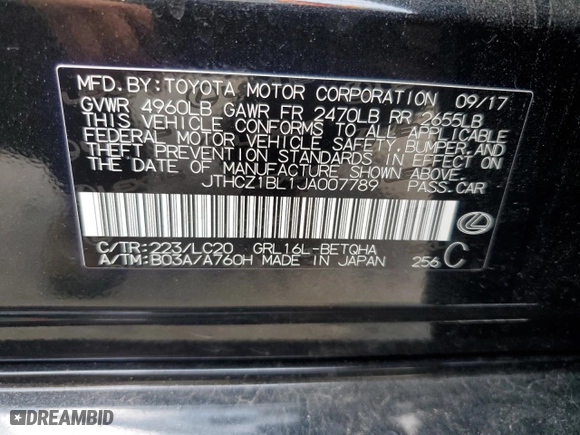 MFD. BY: TOYOTA MOTOR CORPORATION 09/17
GVWR 4960LB GAWR FR 2470LB RR 2655LB
THIS VEHICLE CONFORMS TO ALL APPLICABLE
FEDERAL MOTOR VEHICLE SAFETY, BUMPER, AND
THEFT PREVENTION STANDARDS IN EFFECT ON
THE DATE OF MANUFACTURE SHOWN ABOVE.
JTHCZ1BL1JA007789 PASS. CAR
C/TR: 223/LC20 GRL16L-BETQHA
A/TM: B03A/A760H MADE IN JAPAN 256 C
DREAMBID